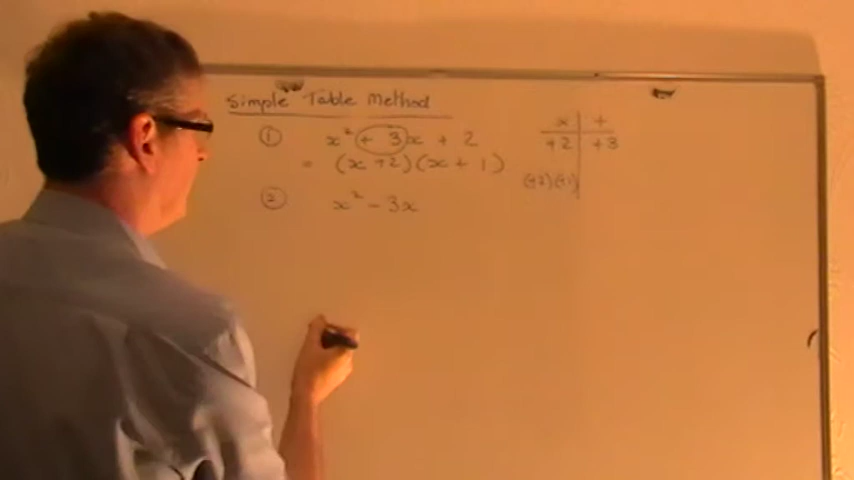 Simple Table Method
① x² + 3x + 2
= (x +2)(x + 1)
② x² - 3x
x +
+2 +3
(+2)(+1)